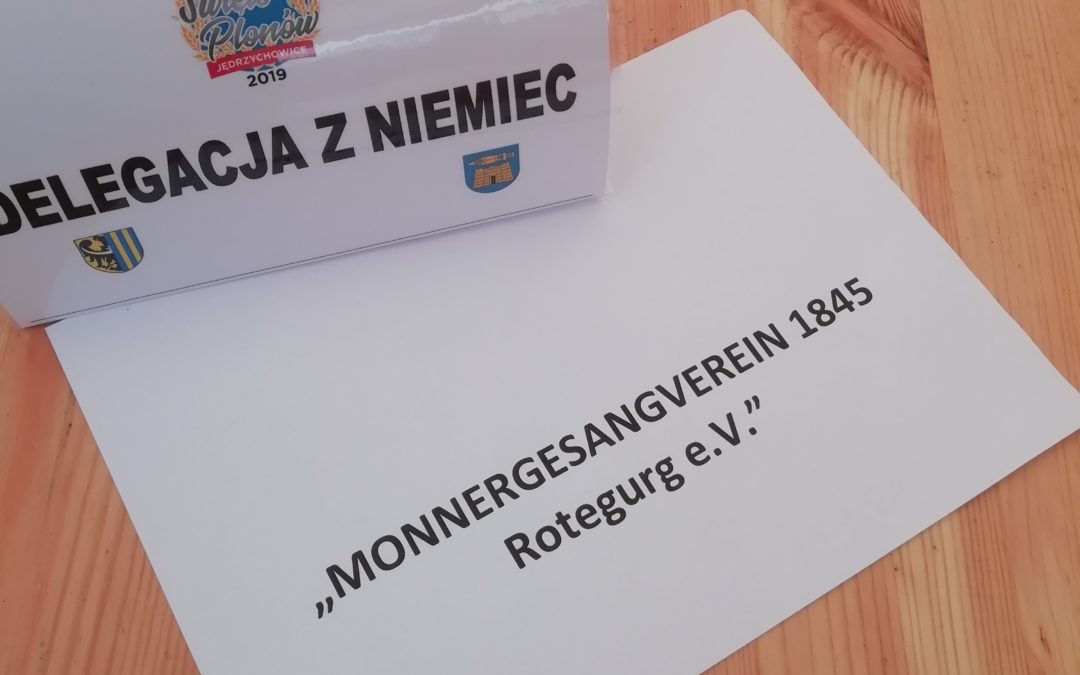 Święto
Plonów
JĘDRZYCHOWICE
2019
DELEGACJA Z NIEMIEC
„MONNERGESANGVEREIN 1845
Rotegurg e.V.”